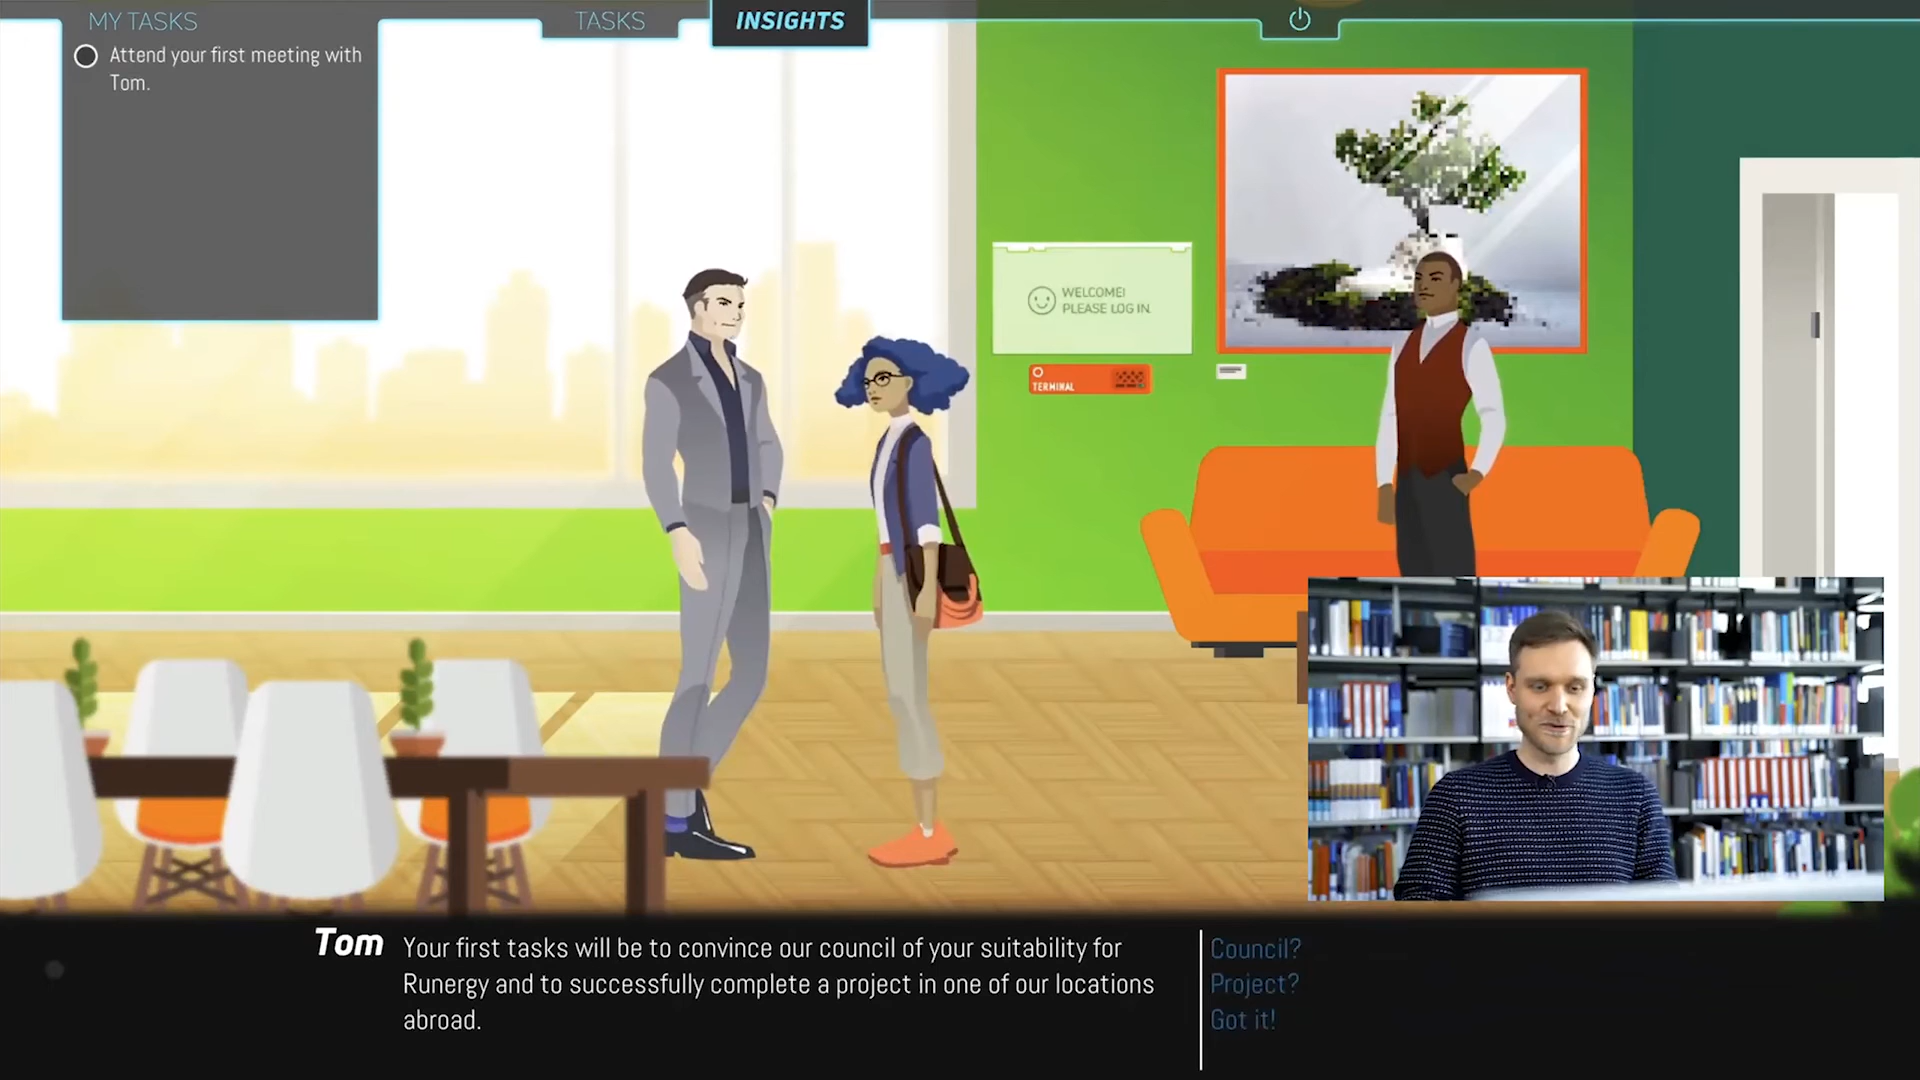 MY TASKS
TASKS
INSIGHTS
Attend your first meeting with
Tom.
WELCOME!
PLEASE LOG IN.
TERMINAL
Tom
Your first tasks will be to convince our council of your suitability for
Runergy and to successfully complete a project in one of our locations
abroad.
Council?
Project?
Got it!